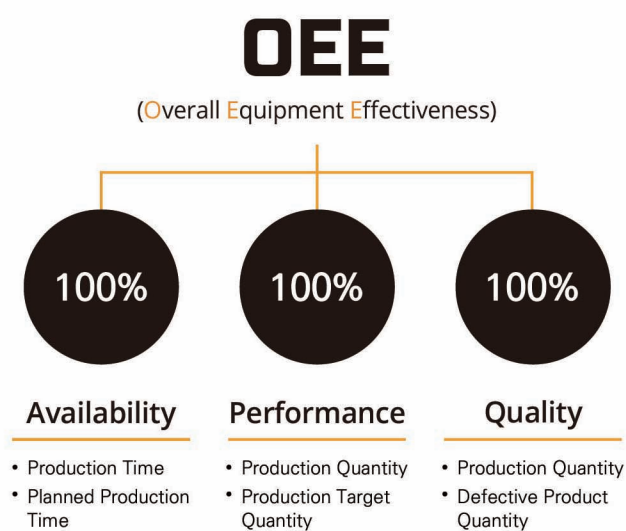 OEE
(Overall Equipment Effectiveness)
100%
100%
100%
Availability
• Production Time
• Planned Production
Time
Performance
• Production Quantity
• Production Target
Quantity
Quality
• Production Quantity
• Defective Product
Quantity